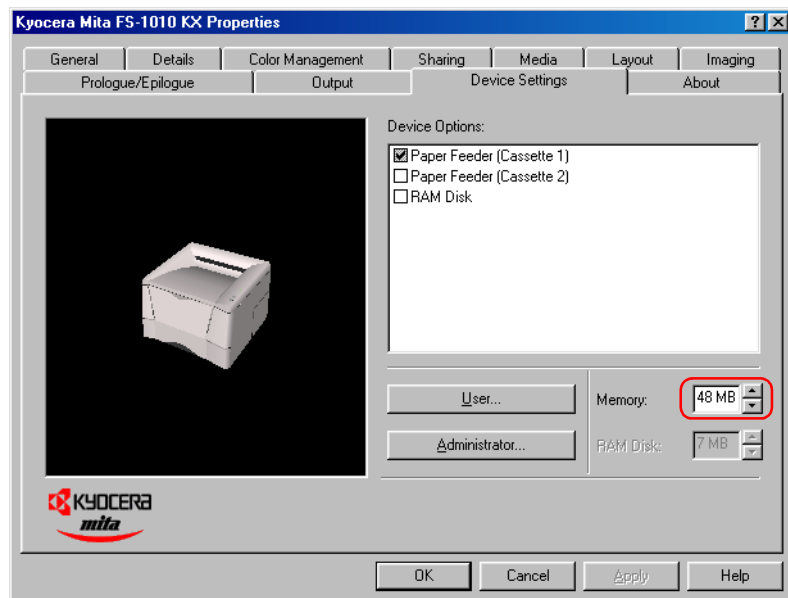 Kyocera Mita FS-1010 KX Properties
General Details Color Management Sharing Media Layout Imaging
Prologue/Epilogue Output Device Settings About
Device Options:
Paper Feeder (Cassette 1)
Paper Feeder (Cassette 2)
RAM Disk
User... Memory: 48 MB
Administrator... RAM Disk: 7 MB
KYOCERA
mita
OK Cancel Apply Help